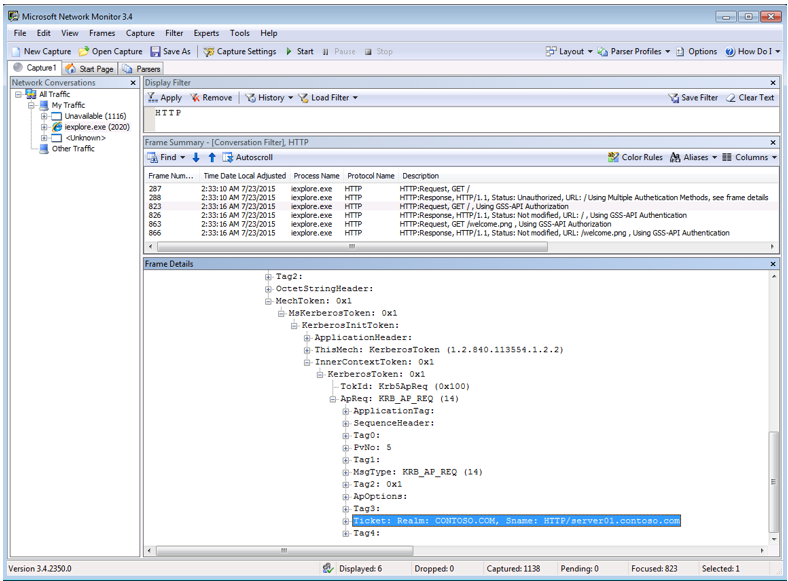 Microsoft Network Monitor 3.4
File Edit View Frames Capture Filter Experts Tools Help
New Capture Open Capture Save As Capture Settings Start Pause Stop Layout Parser Profiles Options How Do I
Capture1 Start Page Parsers
Network Conversations
All Traffic
My Traffic
Unavailable (1116)
iexplore.exe (2020)
<Unknown>
Other Traffic
Display Filter
Apply Remove History Load Filter Save Filter Clear Text
HTTP
Frame Summary - [Conversation Filter], HTTP
Find Autoscroll Color Rules Aliases Columns
Frame Num... Time Date Local Adjusted Process Name Protocol Name Description
287 2:33:10 AM 7/23/2015 iexplore.exe HTTP HTTP:Request, GET /
288 2:33:10 AM 7/23/2015 iexplore.exe HTTP HTTP:Response, HTTP/1.1, Status: Unauthorized, URL: / Using Multiple Authetication Methods, see frame details
823 2:33:16 AM 7/23/2015 iexplore.exe HTTP HTTP:Request, GET / , Using GSS-API Authorization
826 2:33:16 AM 7/23/2015 iexplore.exe HTTP HTTP:Response, HTTP/1.1, Status: Not modified, URL: / , Using GSS-API Authentication
863 2:33:16 AM 7/23/2015 iexplore.exe HTTP HTTP:Request, GET /welcome.png , Using GSS-API Authorization
866 2:33:16 AM 7/23/2015 iexplore.exe HTTP HTTP:Response, HTTP/1.1, Status: Not modified, URL: /welcome.png , Using GSS-API Authentication
Frame Details
Tag2:
OctetStringHeader:
MechToken: 0x1
MsKerberosToken: 0x1
KerberosInitToken:
ApplicationHeader:
ThisMech: KerberosToken (1.2.840.113554.1.2.2)
InnerContextToken: 0x1
KerberosToken: 0x1
TokId: Krb5ApReq (0x100)
ApReq: KRB_AP_REQ (14)
ApplicationTag:
SequenceHeader:
Tag0:
PvNo: 5
Tag1:
MsgType: KRB_AP_REQ (14)
Tag2: 0x1
ApOptions:
Tag3:
Ticket: Realm: CONTOSO.COM, Sname: HTTP/server01.contoso.com
Tag4:
Version 3.4.2350.0 Displayed: 6 Dropped: 0 Captured: 1138 Pending: 0 Focused: 823 Selected: 1